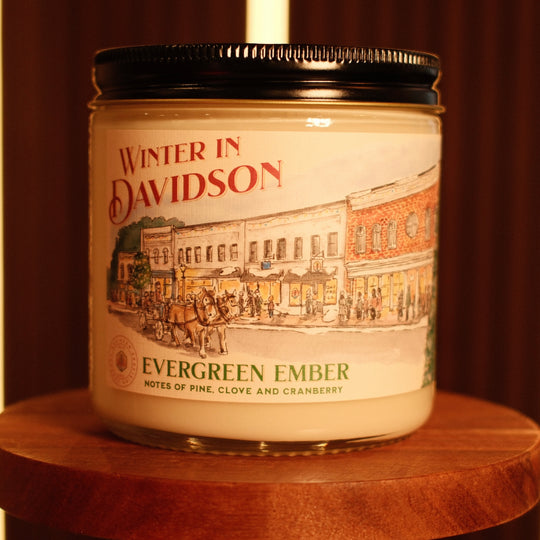 WINTER IN
DAVIDSON
EVERGREEN EMBER
NOTES OF PINE, CLOVE AND CRANBERRY